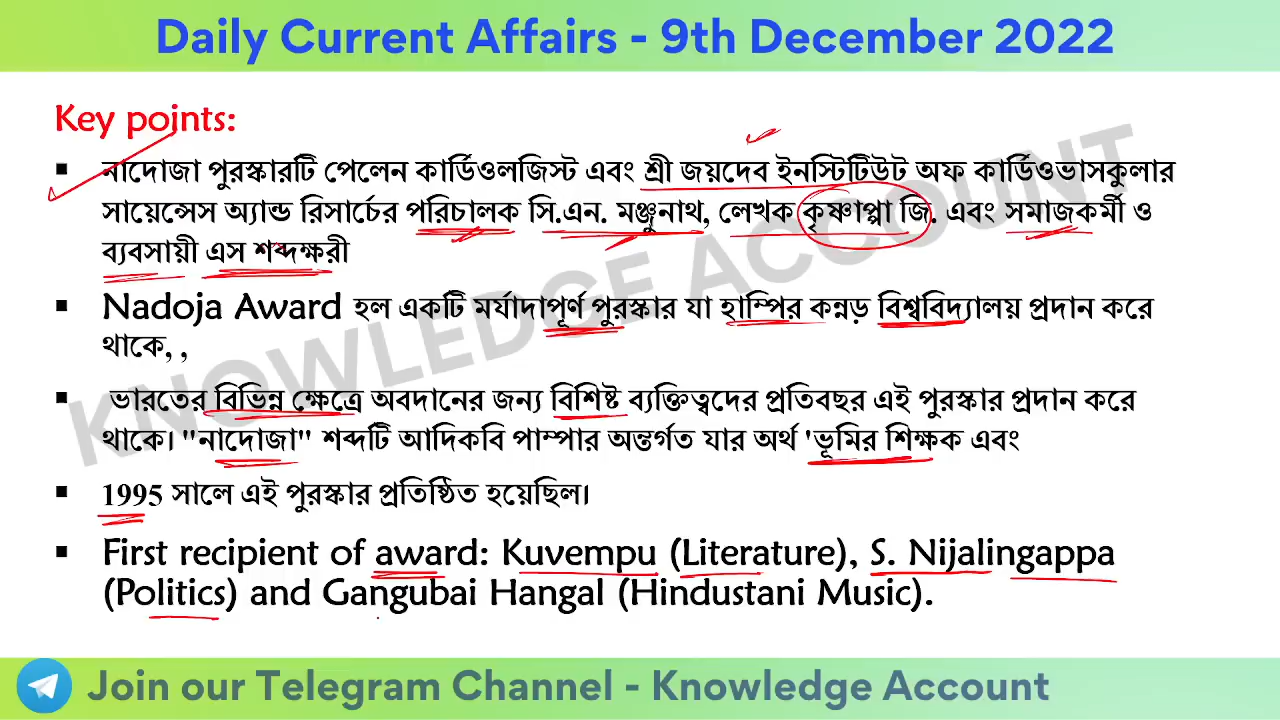 Daily Current Affairs - 9th December 2022
Key points:
▪ নাদোজা পুরস্কারটি পেলেন কার্ডিওলজিস্ট এবং শ্রী জয়দেব ইনস্টিটিউট অফ কার্ডিওভাসকুলার
সায়েন্সেস অ্যান্ড রিসার্চের পরিচালক সি.এন. মঞ্জুনাথ, লেখক কৃষ্ণাপ্পা জি. এবং সমাজকর্মী ও
ব্যবসায়ী এস শব্দক্ষরী
▪ Nadoja Award হল একটি মর্যাদাপূর্ণ পুরস্কার যা হাম্পির কন্নড় বিশ্ববিদ্যালয় প্রদান করে
থাকে, ,
▪ ভারতের বিভিন্ন ক্ষেত্রে অবদানের জন্য বিশিষ্ট ব্যক্তিত্বদের প্রতিবছর এই পুরস্কার প্রদান করে
থাকে। "নাদোজা" শব্দটি আদিকবি পাম্পার অন্তর্গত যার অর্থ 'ভূমির শিক্ষক এবং
▪ 1995 সালে এই পুরস্কার প্রতিষ্ঠিত হয়েছিল।
▪ First recipient of award: Kuvempu (Literature), S. Nijalingappa
(Politics) and Gangubai Hangal (Hindustani Music).
KNOWLEDGE ACCOUNT
Join our Telegram Channel - Knowledge Account